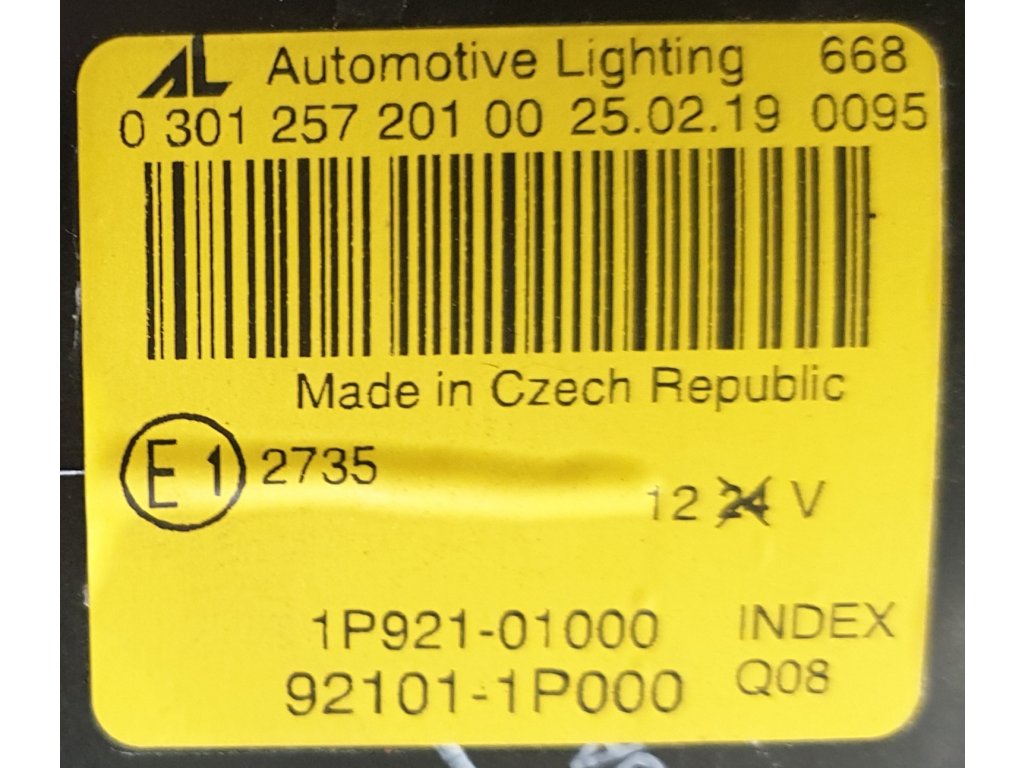 AL Automotive Lighting 668
0 301 257 201 00 25.02.19 0095
Made in Czech Republic
E1 2735
12 24 V
1P921-01000 INDEX
92101-1P000 Q08